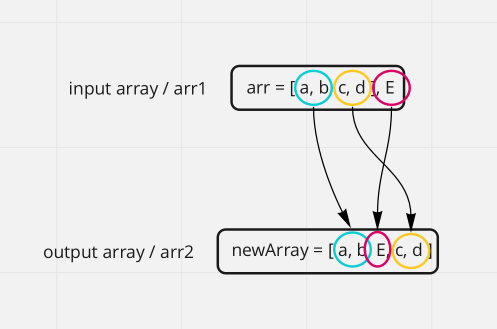 input array / arr1
arr = [ a, b c, d ], E
output array / arr2
newArray = [ a, b E, c, d ]